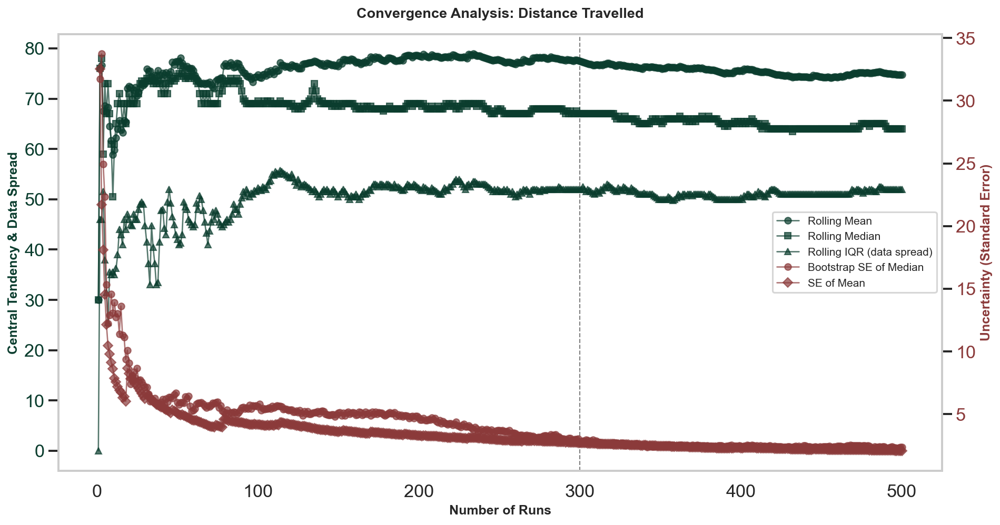 Convergence Analysis: Distance Travelled
Central Tendency & Data Spread
80
70
60
50
40
30
20
10
0
35
30
25
20
15
10
5
Uncertainty (Standard Error)
Rolling Mean
Rolling Median
Rolling IQR (data spread)
Bootstrap SE of Median
SE of Mean
0 100 200 300 400 500
Number of Runs